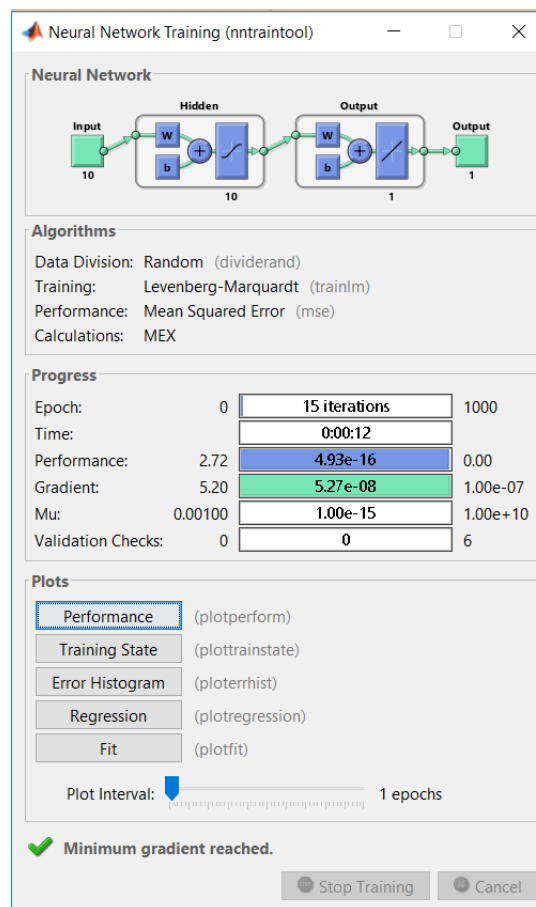 Neural Network Training (nntraintool)
Neural Network
Hidden Output
Input Output
W W
b b
10 1
10 1
Algorithms
Data Division: Random (dividerand)
Training: Levenberg-Marquardt (trainlm)
Performance: Mean Squared Error (mse)
Calculations: MEX
Progress
Epoch: 0 15 iterations 1000
Time: 0:00:12
Performance: 2.72 4.93e-16 0.00
Gradient: 5.20 5.27e-08 1.00e-07
Mu: 0.00100 1.00e-15 1.00e+10
Validation Checks: 0 0 6
Plots
Performance (plotperform)
Training State (plottrainstate)
Error Histogram (ploterrhist)
Regression (plotregression)
Fit (plotfit)
Plot Interval: 1 epochs
Minimum gradient reached.
Stop Training Cancel